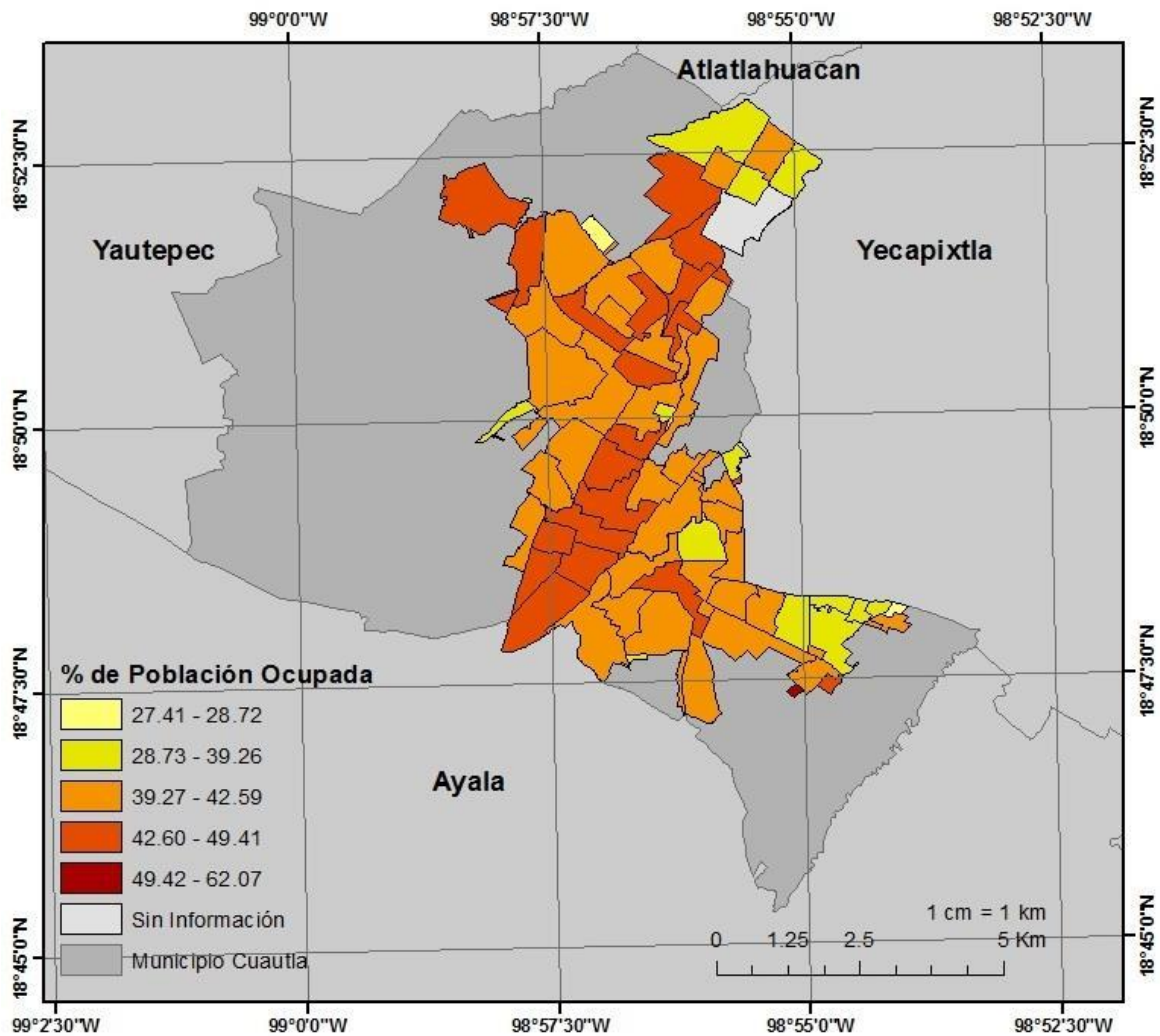 99°0'0"W 98°57'30"W 98°55'0"W 98°52'30"W
Atlatlahuacan
18°52'30"N 18°52'30"N
Yautepec Yecapixtla
18°50'0"N 18°50'0"N
% de Población Ocupada
18°47'30"N 18°47'30"N
27.41 - 28.72
28.73 - 39.26
Ayala
39.27 - 42.59
42.60 - 49.41
49.42 - 62.07
Sin Información
1 cm = 1 km
0 1.25 2.5 5 Km
Municipio Cuautla
18°45'0"N 18°45'0"N
99°2'30"W 99°0'0"W 98°57'30"W 98°55'0"W 98°52'30"W